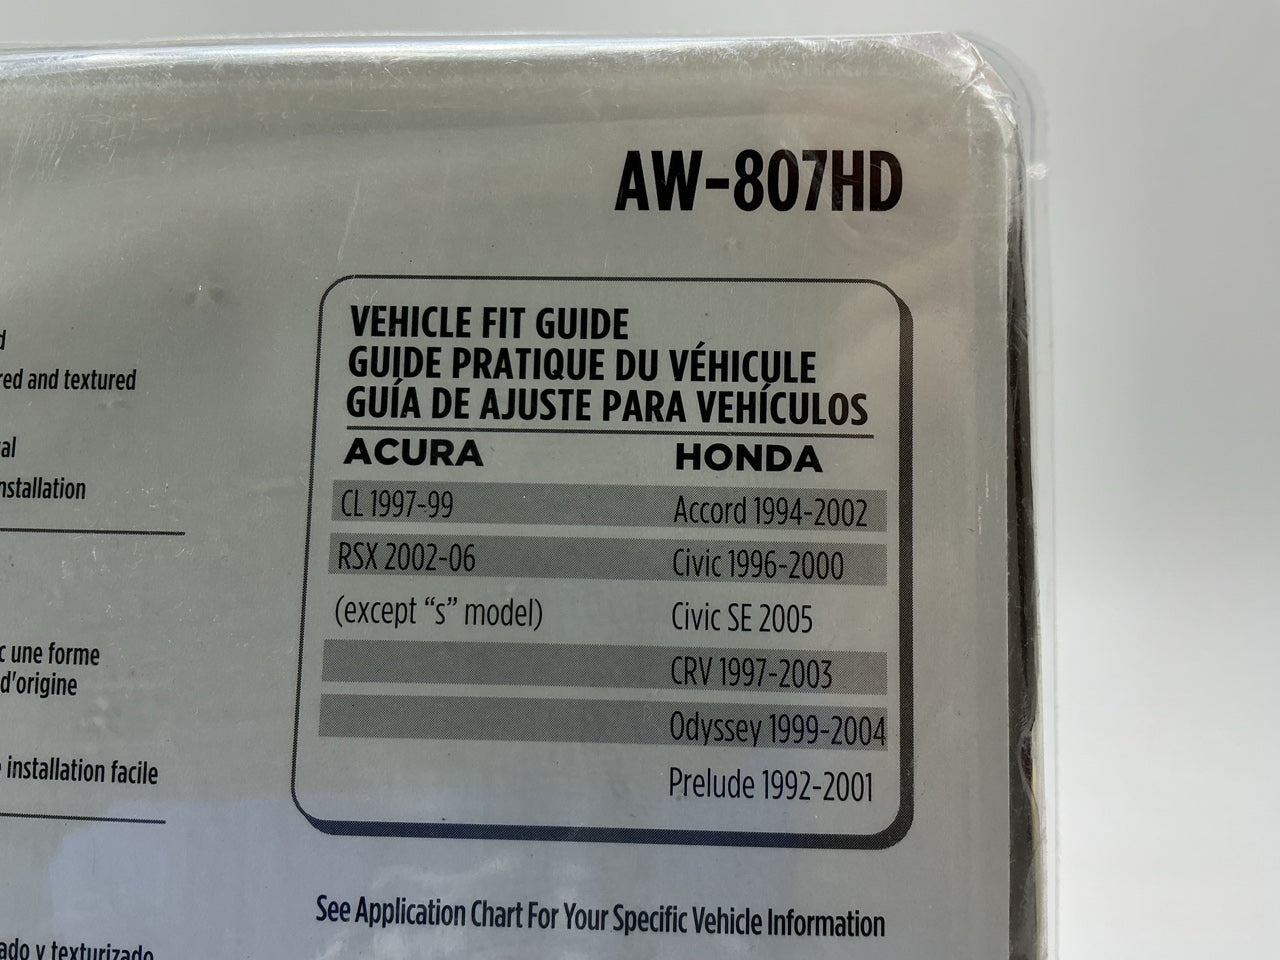 AW-807HD
red and textured
nstallation
c une forme
d'origine
installation facile
VEHICLE FIT GUIDE
GUIDE PRATIQUE DU VÉHICULE
GUÍA DE AJUSTE PARA VEHÍCULOS
ACURA HONDA
CL 1997-99 Accord 1994-2002
RSX 2002-06 Civic 1996-2000
(except “s” model) Civic SE 2005
CRV 1997-2003
Odyssey 1999-2004
Prelude 1992-2001
See Application Chart For Your Specific Vehicle Information
ado y texturizado